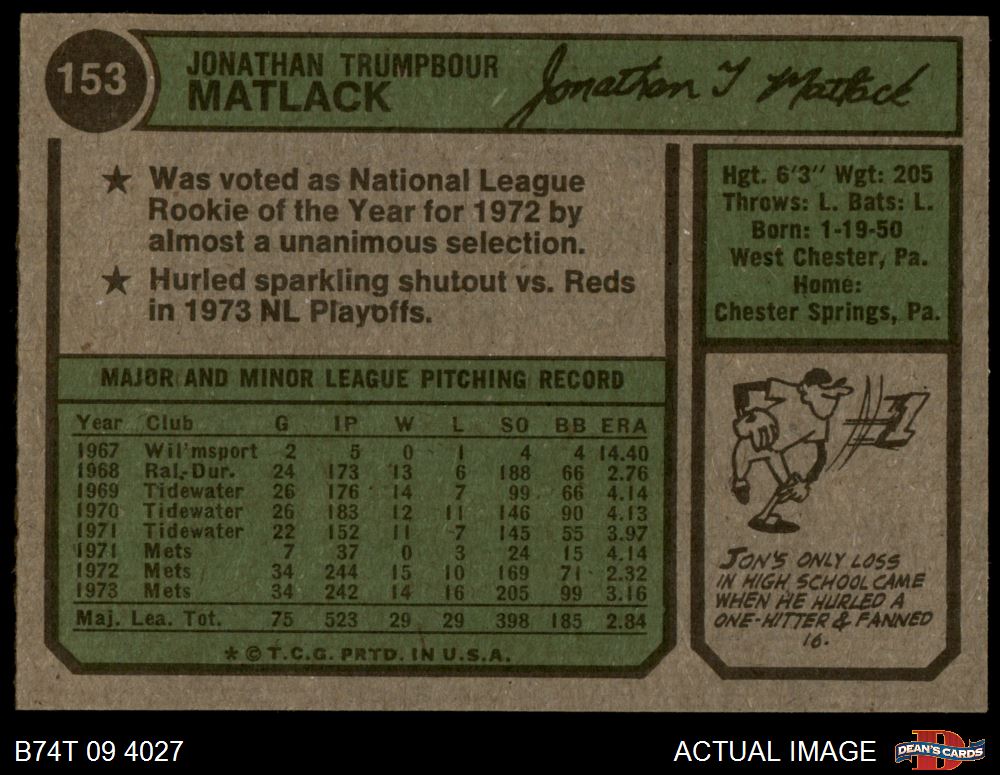 153
JONATHAN TRUMPBOUR
MATLACK
Jonathan T Matlack
★ Was voted as National League
Rookie of the Year for 1972 by
almost a unanimous selection.
★ Hurled sparkling shutout vs. Reds
in 1973 NL Playoffs.
Hgt. 6'3" Wgt: 205
Throws: L. Bats: L.
Born: 1-19-50
West Chester, Pa.
Home:
Chester Springs, Pa.
MAJOR AND MINOR LEAGUE PITCHING RECORD
Year Club G IP W L SO BB ERA
1967 Wil'msport 2 5 0 1 4 4 14.40
1968 Ral.-Dur. 24 173 13 6 188 66 2.76
1969 Tidewater 26 176 14 7 99 66 4.14
1970 Tidewater 26 183 12 11 146 90 4.13
1971 Tidewater 22 152 11 7 145 55 3.97
1971 Mets 7 37 0 3 24 15 4.14
1972 Mets 34 244 15 10 169 71 2.32
1973 Mets 34 242 14 16 205 99 3.16
Maj. Lea. Tot. 75 523 29 29 398 185 2.84
* © T.C.G. PRTD. IN U.S.A.
#1
JON'S ONLY LOSS
IN HIGH SCHOOL CAME
WHEN HE HURLED A
ONE-HITTER & FANNED
16.
B74T 09 4027
ACTUAL IMAGE
DEAN'S CARDS